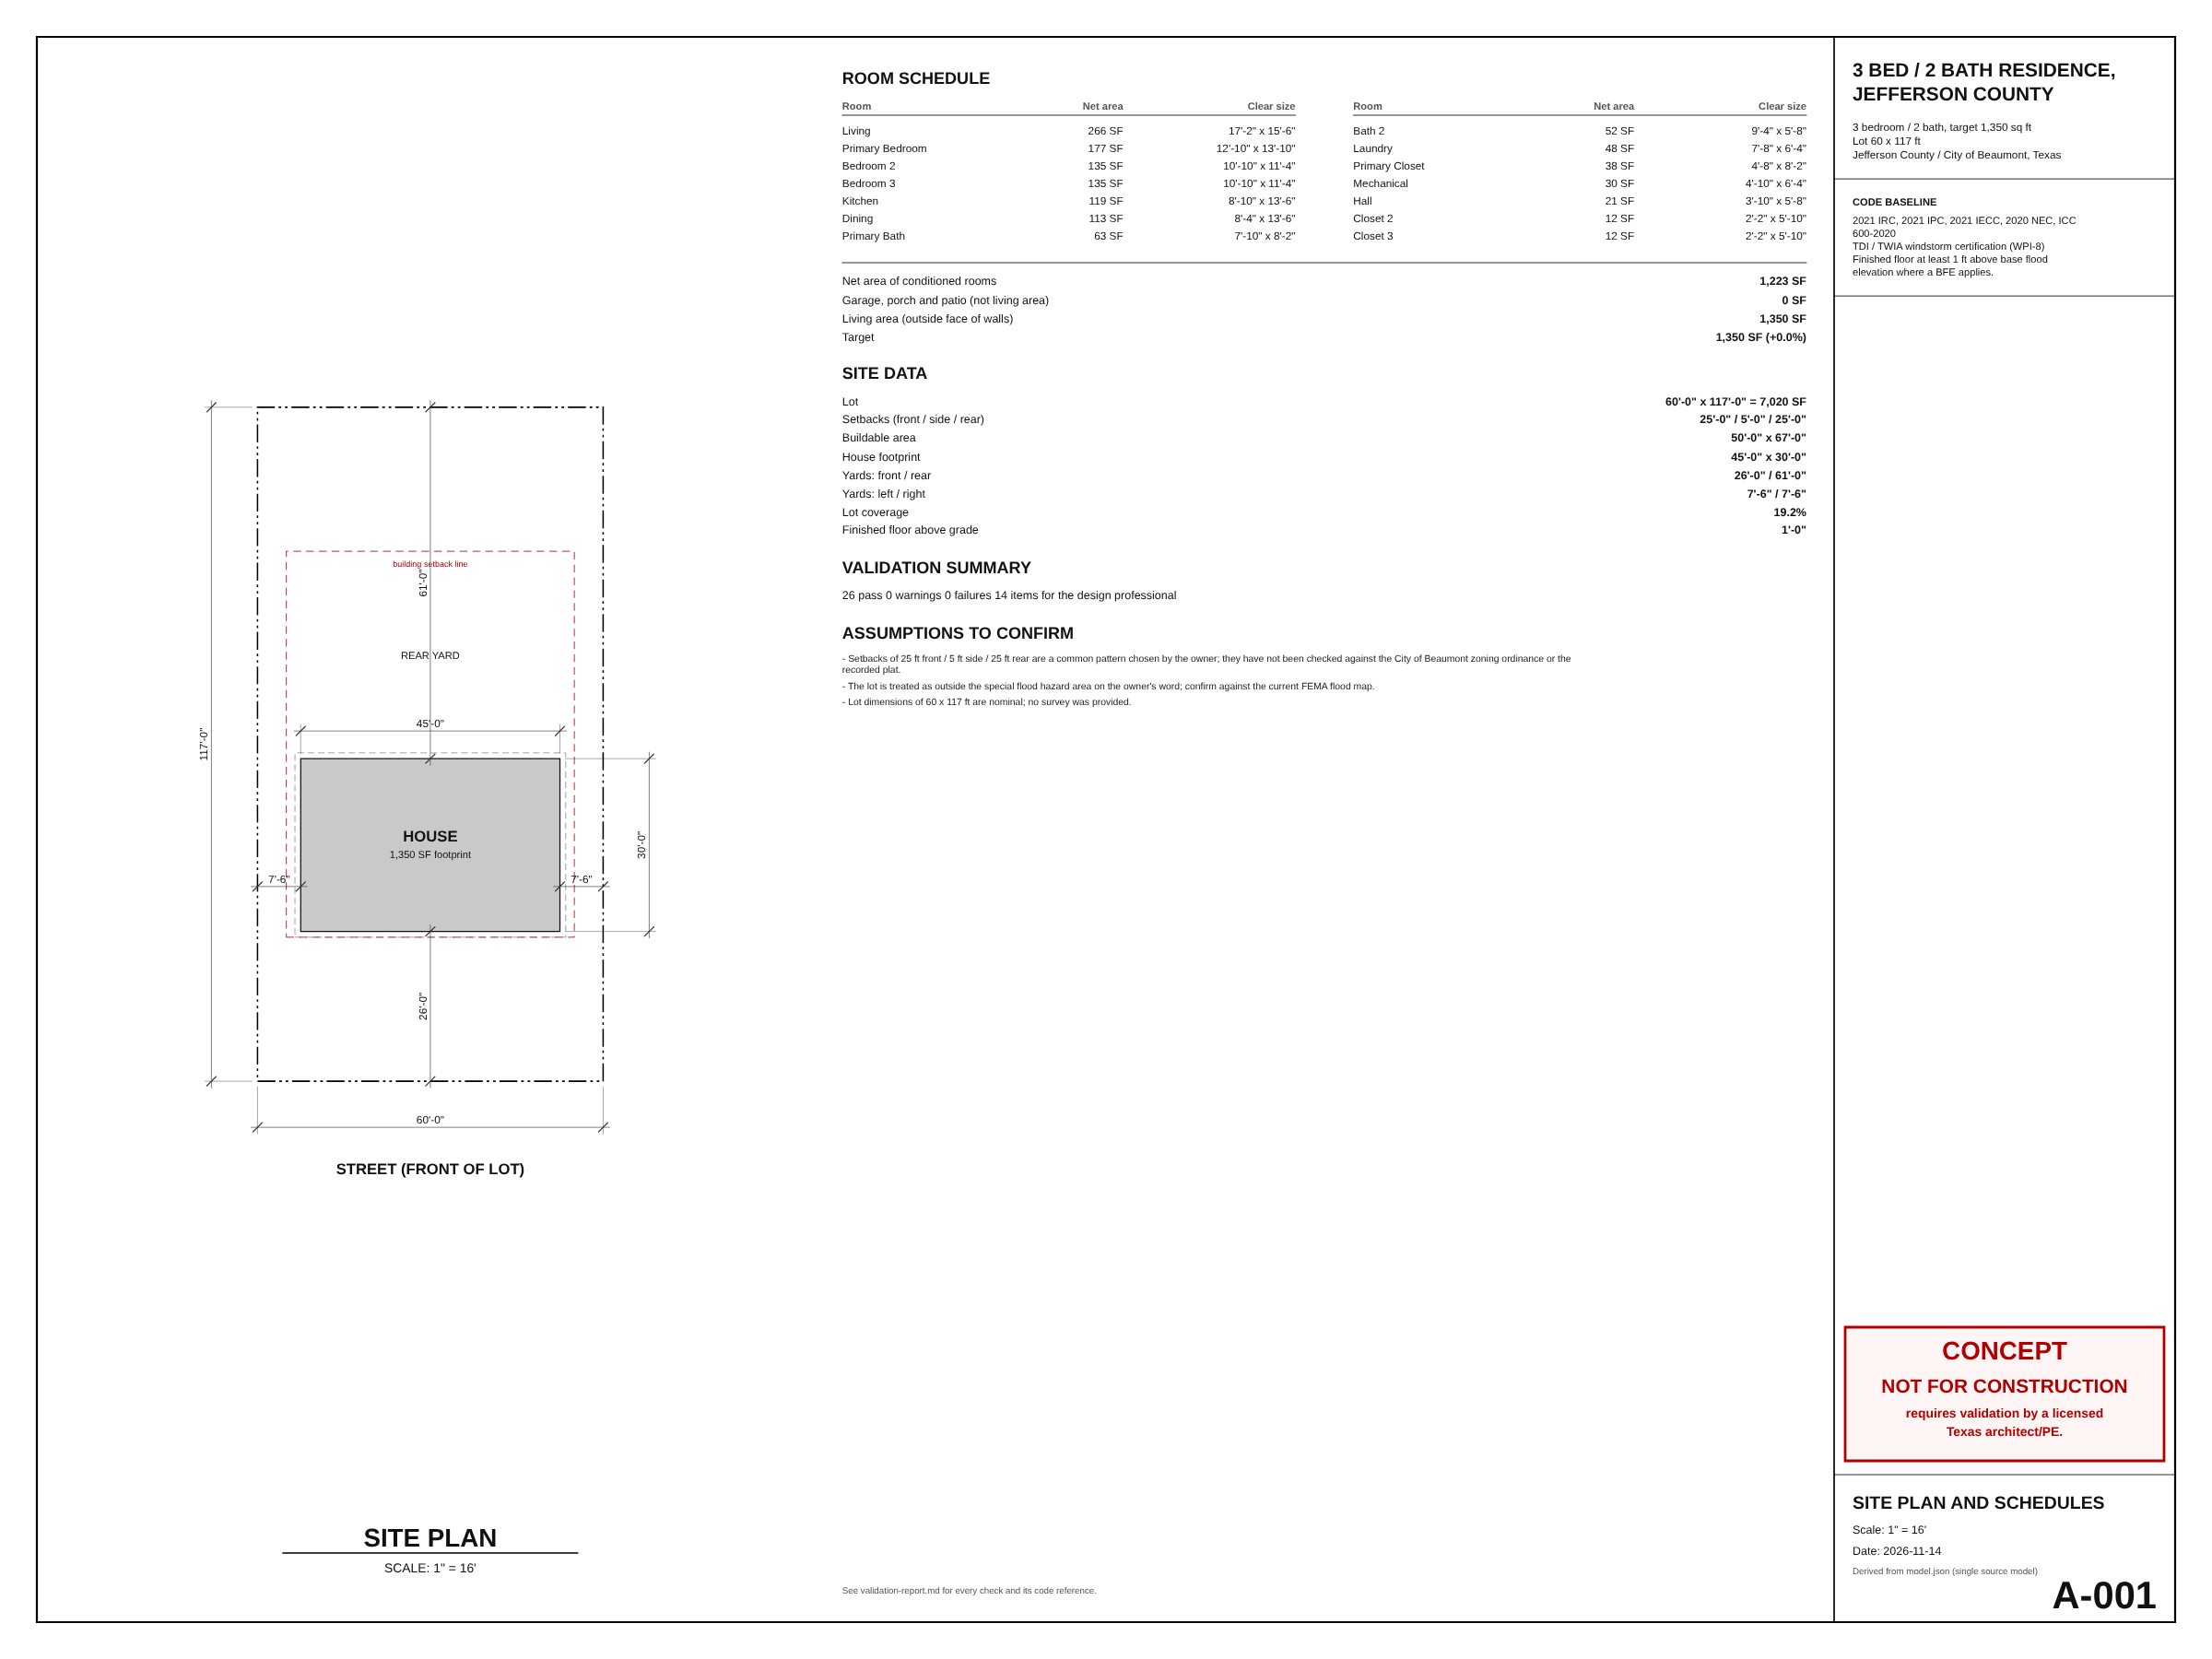 ROOM SCHEDULE
Room Net area Clear size Room Net area Clear size
Living 266 SF 17'-2" x 15'-6" Bath 2 52 SF 9'-4" x 5'-8"
Primary Bedroom 177 SF 12'-10" x 13'-10" Laundry 48 SF 7'-8" x 6'-4"
Bedroom 2 135 SF 10'-10" x 11'-4" Primary Closet 38 SF 4'-8" x 8'-2"
Bedroom 3 135 SF 10'-10" x 11'-4" Mechanical 30 SF 4'-10" x 6'-4"
Kitchen 119 SF 8'-10" x 13'-6" Hall 21 SF 3'-10" x 5'-8"
Dining 113 SF 8'-4" x 13'-6" Closet 2 12 SF 2'-2" x 5'-10"
Primary Bath 63 SF 7'-10" x 8'-2" Closet 3 12 SF 2'-2" x 5'-10"
Net area of conditioned rooms 1,223 SF
Garage, porch and patio (not living area) 0 SF
Living area (outside face of walls) 1,350 SF
Target 1,350 SF (+0.0%)
SITE DATA
Lot 60'-0" x 117'-0" = 7,020 SF
Setbacks (front / side / rear) 25'-0" / 5'-0" / 25'-0"
Buildable area 50'-0" x 67'-0"
House footprint 45'-0" x 30'-0"
Yards: front / rear 26'-0" / 61'-0"
Yards: left / right 7'-6" / 7'-6"
Lot coverage 19.2%
Finished floor above grade 1'-0"
VALIDATION SUMMARY
26 pass 0 warnings 0 failures 14 items for the design professional
ASSUMPTIONS TO CONFIRM
- Setbacks of 25 ft front / 5 ft side / 25 ft rear are a common pattern chosen by the owner; they have not been checked against the City of Beaumont zoning ordinance or the
recorded plat.
- The lot is treated as outside the special flood hazard area on the owner's word; confirm against the current FEMA flood map.
- Lot dimensions of 60 x 117 ft are nominal; no survey was provided.
See validation-report.md for every check and its code reference.
building setback line
61'-0"
REAR YARD
45'-0"
117'-0"
HOUSE
1,350 SF footprint
30'-0"
7'-6"
7'-6"
26'-0"
60'-0"
STREET (FRONT OF LOT)
SITE PLAN
SCALE: 1" = 16'
3 BED / 2 BATH RESIDENCE,
JEFFERSON COUNTY
3 bedroom / 2 bath, target 1,350 sq ft
Lot 60 x 117 ft
Jefferson County / City of Beaumont, Texas
CODE BASELINE
2021 IRC, 2021 IPC, 2021 IECC, 2020 NEC, ICC
600-2020
TDI / TWIA windstorm certification (WPI-8)
Finished floor at least 1 ft above base flood
elevation where a BFE applies.
CONCEPT
NOT FOR CONSTRUCTION
requires validation by a licensed
Texas architect/PE.
SITE PLAN AND SCHEDULES
Scale: 1" = 16'
Date: 2026-11-14
Derived from model.json (single source model)
A-001